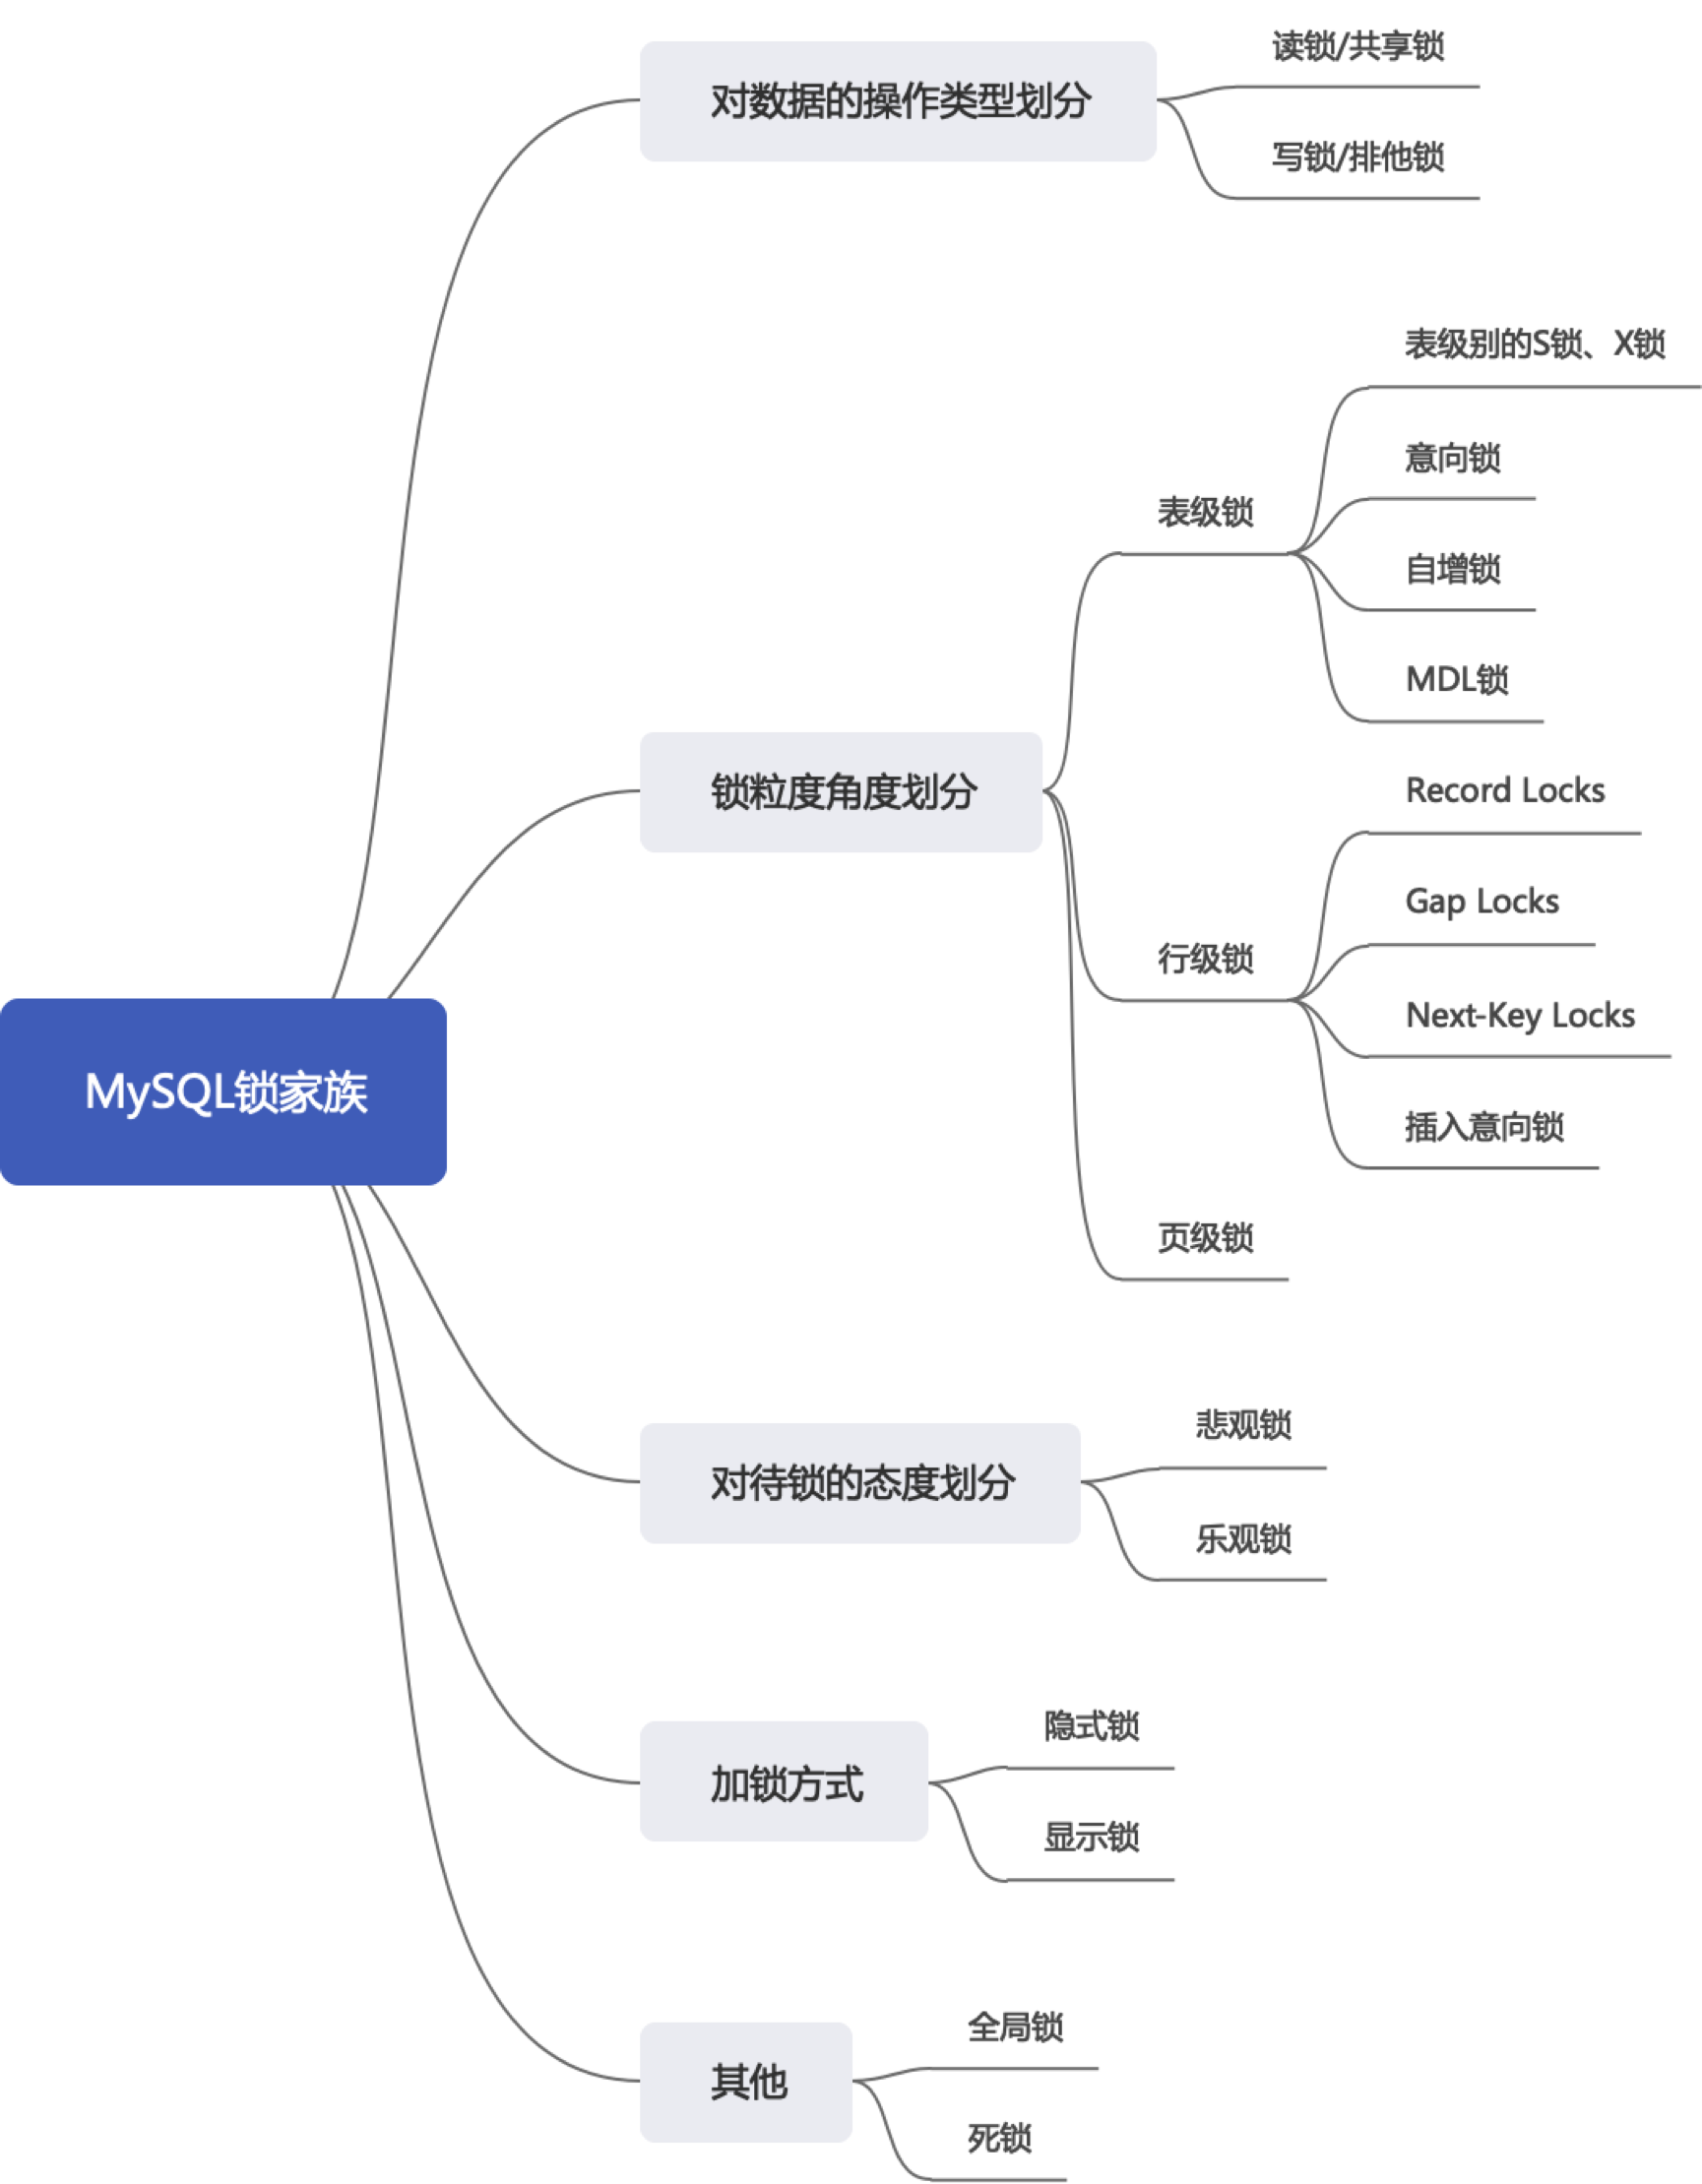 MySQL锁家族
对数据的操作类型划分
读锁/共享锁
写锁/排他锁
锁粒度角度划分
表级锁
表级别的S锁、X锁
意向锁
自增锁
MDL锁
行级锁
Record Locks
Gap Locks
Next-Key Locks
插入意向锁
页级锁
对待锁的态度划分
悲观锁
乐观锁
加锁方式
隐式锁
显示锁
其他
全局锁
死锁